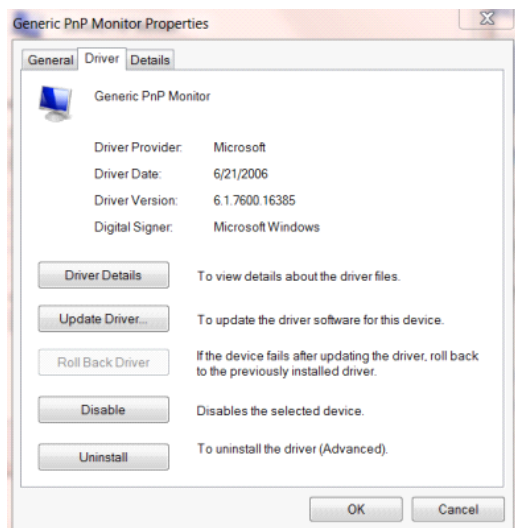 Generic PnP Monitor Properties
General Driver Details
Generic PnP Monitor
Driver Provider: Microsoft
Driver Date: 6/21/2006
Driver Version: 6.1.7600.16385
Digital Signer: Microsoft Windows
Driver Details To view details about the driver files.
Update Driver... To update the driver software for this device.
Roll Back Driver If the device fails after updating the driver, roll back
to the previously installed driver.
Disable Disables the selected device.
Uninstall To uninstall the driver (Advanced).
OK Cancel